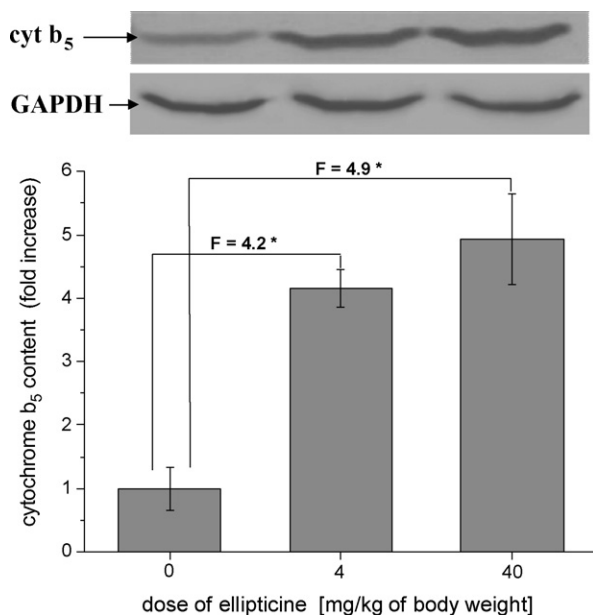 cyt b₅
GAPDH
6
F = 4.9 *
5
F = 4.2 *
4
3
2
1
0
cytochrome b₅ content (fold increase)
0 4 40
dose of ellipticine [mg/kg of body weight]